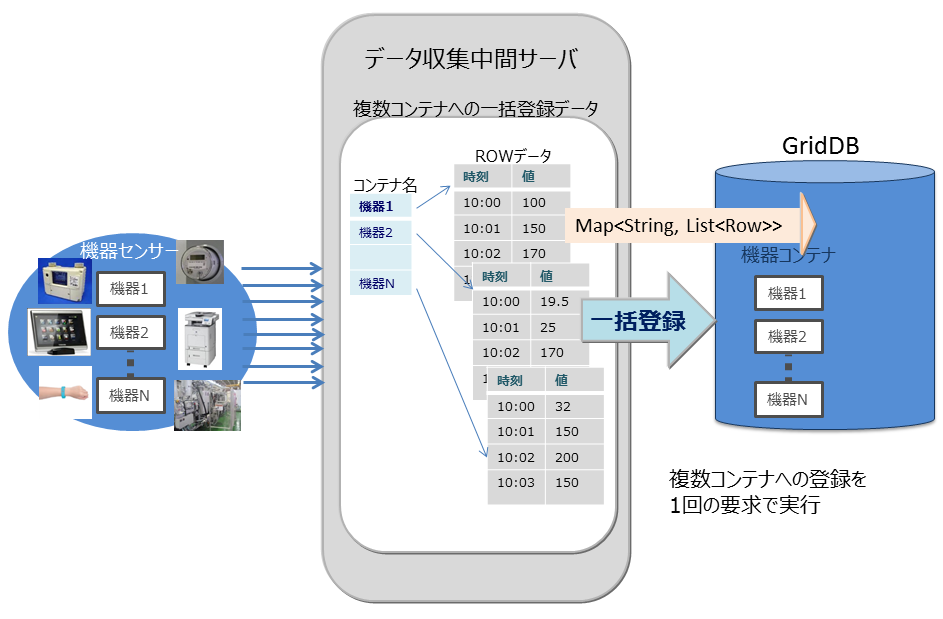 データ収集中間サーバ
複数コンテナへの一括登録データ
ROWデータ
コンテナ名
機器1
機器2
機器N
時刻 値
10:00 100
10:01 150
10:02 170
1
時刻 値
10:00 19.5
10:01 25
10:02 170
1
時刻 値
10:00 32
10:01 150
10:02 200
10:03 150
機器センサー
機器1
機器2
機器N
Map<String, List<Row>>
一括登録
GridDB
機器コンテナ
機器1
機器2
機器N
複数コンテナへの登録を
1回の要求で実行